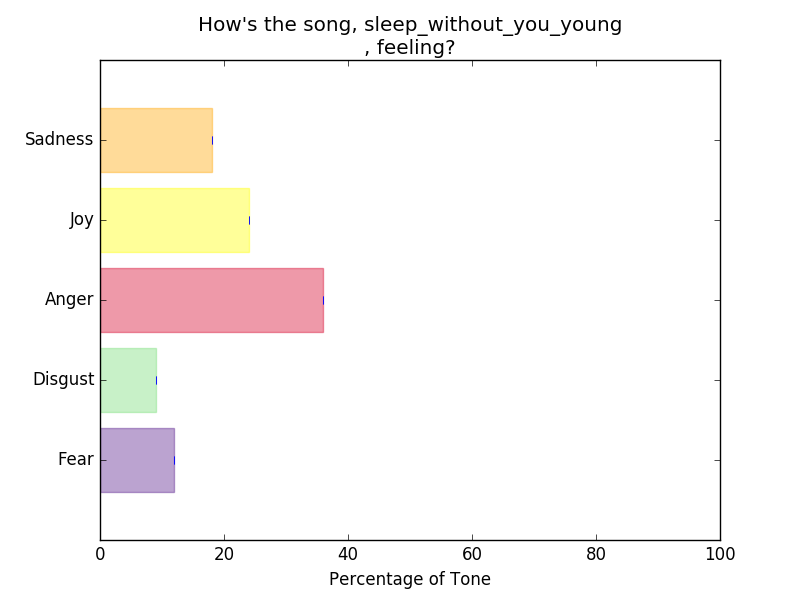 How's the song, sleep_without_you_young
, feeling?
Sadness
Joy
Anger
Disgust
Fear
0 20 40 60 80 100
Percentage of Tone